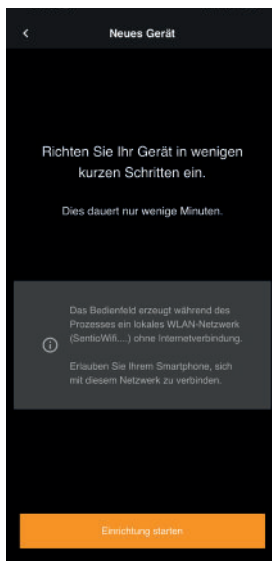 Neues Gerät
Richten Sie Ihr Gerät in wenigen
kurzen Schritten ein.
Dies dauert nur wenige Minuten.
Das Bedienfeld erzeugt während des
Prozesses ein lokales WLAN-Netzwerk
(SentioWifi....) ohne Internetverbindung.
Erlauben Sie Ihrem Smartphone, sich
mit diesem Netzwerk zu verbinden.
Einrichtung starten